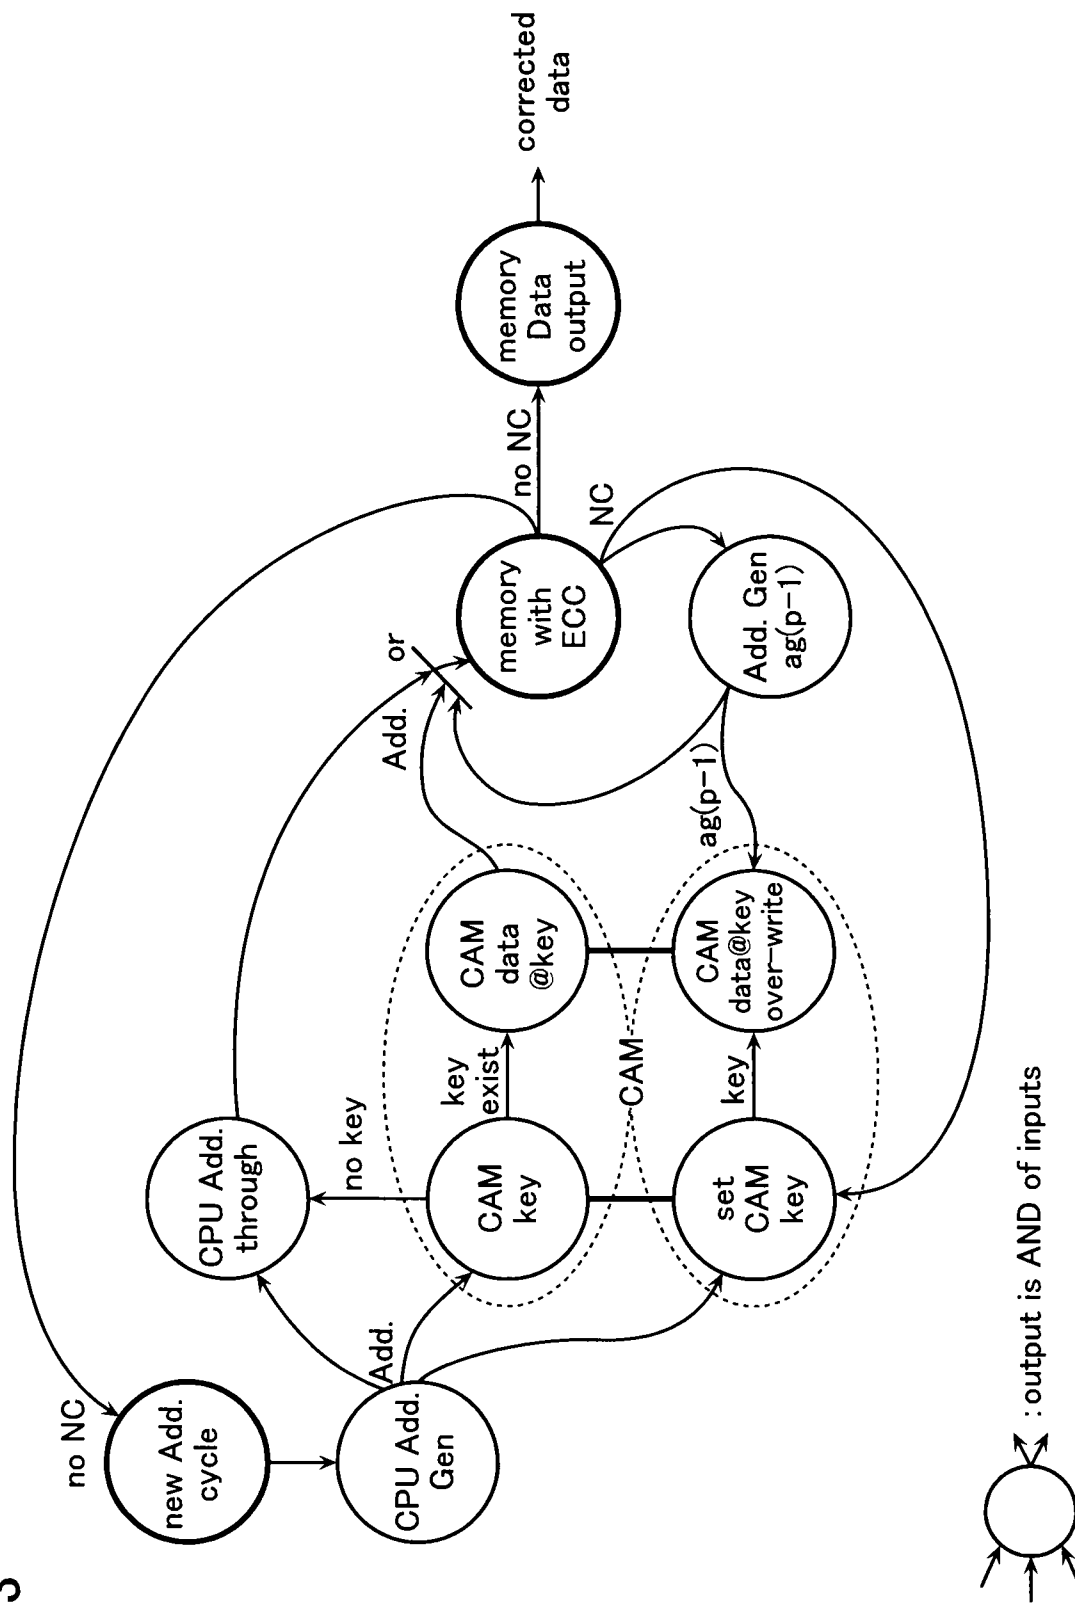 no NC
new Add.
cycle
CPU Add.
Gen
Add.
CPU Add.
through
no key
CAM
key
key
exist
CAM
data
@key
CAM
set
CAM
key
key
CAM
data@key
over-write
ag(p-1)
Add.
or
memory
with
ECC
no NC
NC
Add. Gen
ag(p-1)
memory
Data
output
corrected
data
: output is AND of inputs